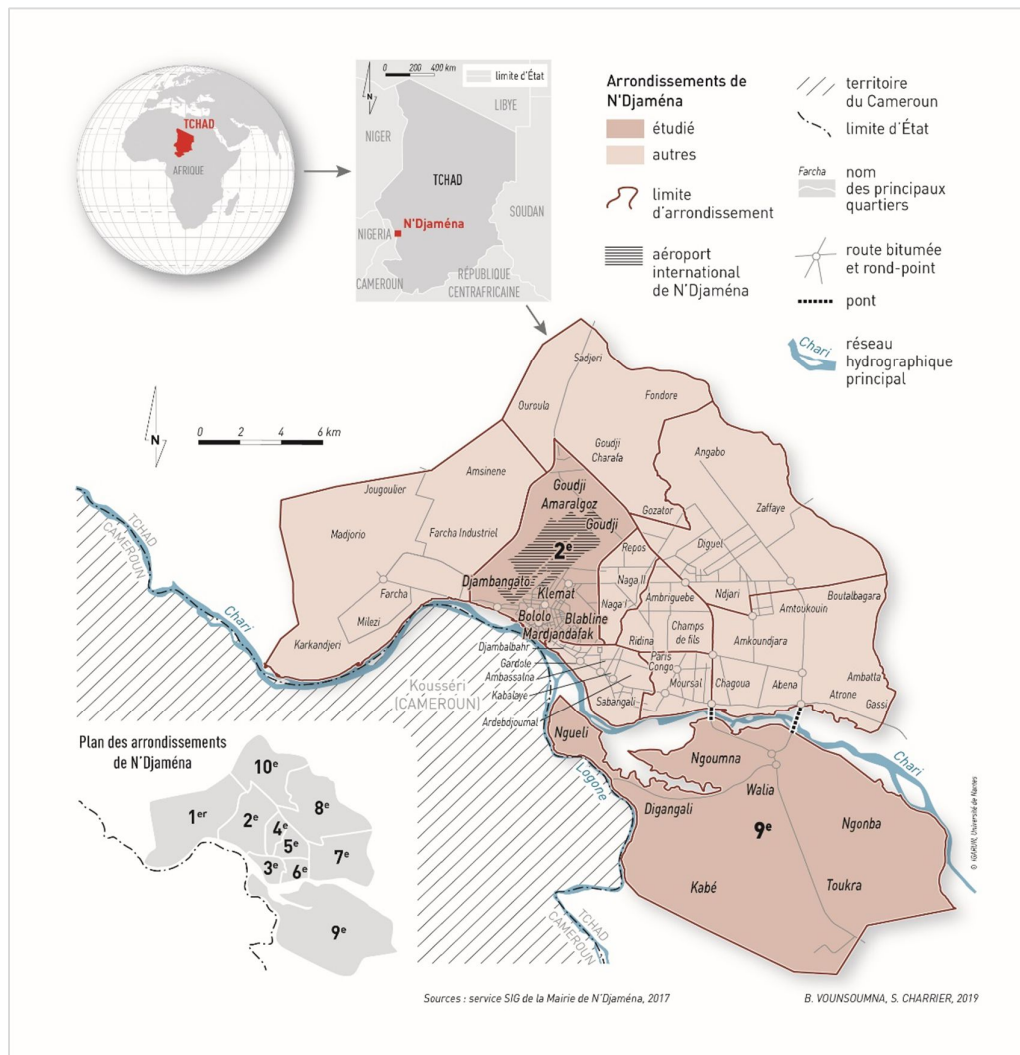 TCHAD
AFRIQUE
0 200 400 km
N
limite d'État
LIBYE
NIGER
TCHAD
N'Djaména
NIGERIA
SOUDAN
CAMEROUN
RÉPUBLIQUE
CENTRAFRICAINE
Arrondissements de
N'Djaména
étudié
autres
limite
d'arrondissement
aéroport
international
de N'Djaména
territoire
du Cameroun
limite d'État
Farcha
nom
des principaux
quartiers
route bitumée
et rond-point
pont
Chari
réseau
hydrographique
principal
N
0 2 4 6 km
Sadjeri
Ouroula
Fondore
Goudji
Charafa
Angabo
Amsinene
Jougoulier
Goudji
Amaralgoz
Goudji
Gozator
Zaffaye
Madjorio
Farcha Industriel
2e
Repos
Diguel
Djambangato
Klemat
Naga II
Ambriguebe
Ndjari
Boutalbagara
Farcha
Naga I
Amtoukouin
Milezi
Bololo
Blabline
Mardjandafak
Ridina
Champs
de fils
Amkoundjara
Karkandjeri
Djambalbahr
Gardole
Ambassatna
Kabalaye
Ardebdjoumal
Paris
Congo
Moursal
Chagoua
Abena
Ambatta
Atrone
Gassi
Sabangali
TCHAD
CAMEROUN
Chari
Kousséri
(CAMEROUN)
Ngueli
Logone
Ngoumna
Walia
Chari
Digangali
9e
Ngonba
Kabé
Toukra
TCHAD
CAMEROUN
Plan des arrondissements
de N'Djaména
10e
1er
2e
8e
4e
5e
7e
3e
6e
9e
© IGARUN, Université de Nantes
Sources : service SIG de la Mairie de N'Djaména, 2017
B. VOUNSOUMNA, S. CHARRIER, 2019